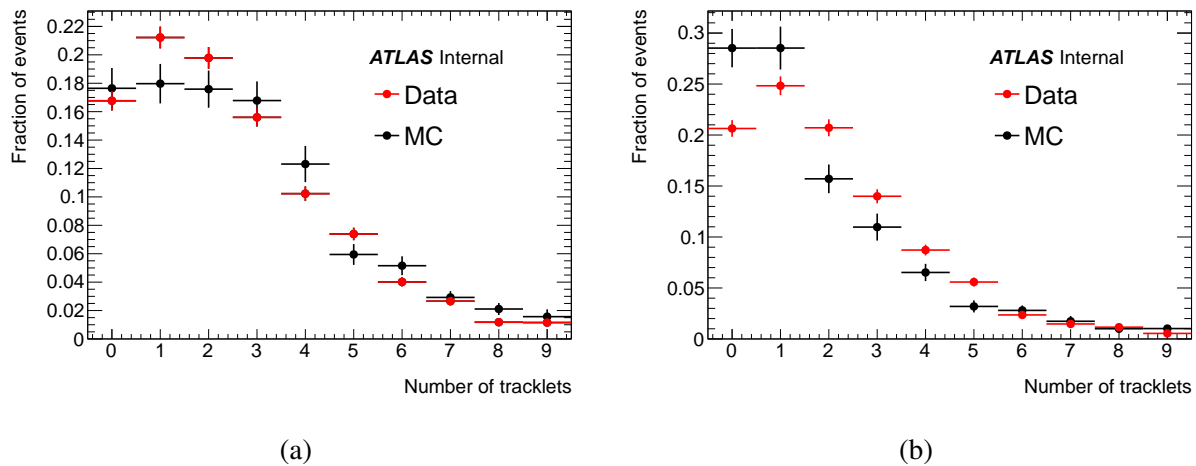 Fraction of events
0.22
0.2
0.18
0.16
0.14
0.12
0.1
0.08
0.06
0.04
0.02
0
ATLAS Internal
Data
MC
0 1 2 3 4 5 6 7 8 9
Number of tracklets
(a)
Fraction of events
0.3
0.25
0.2
0.15
0.1
0.05
0
ATLAS Internal
Data
MC
0 1 2 3 4 5 6 7 8 9
Number of tracklets
(b)